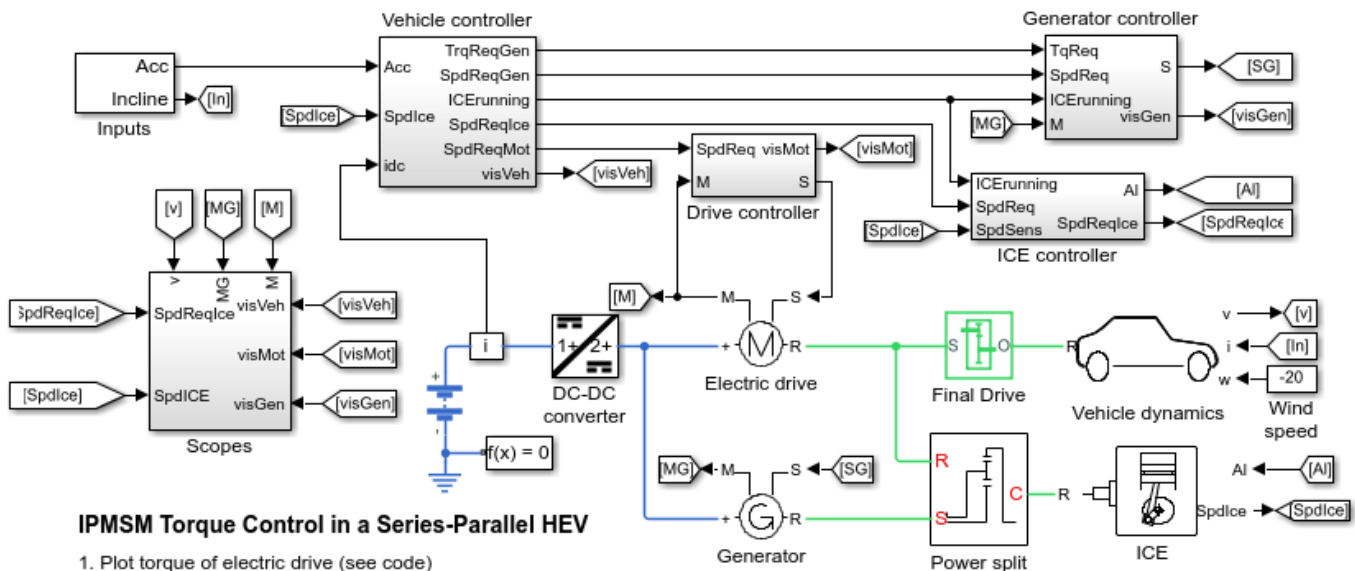 Vehicle controller
Generator controller
Acc
Incline
Inputs
[In]
Acc
SpdIce
idc
TrqReqGen
SpdReqGen
ICErunning
SpdReqIce
SpdReqMot
visVeh
[SpdIce]
[visVeh]
TqReq
SpdReq
ICErunning
M
S
visGen
[MG]
[SG]
[visGen]
SpdReq
M
visMot
S
Drive controller
[visMot]
ICErunning
SpdReq
SpdSens
AI
SpdReqIce
ICE controller
[SpdIce]
[AI]
[SpdReqIce
[v]
[MG]
[M]
v
MG
M
SpdReqIce
SpdICE
visVeh
visMot
visGen
Scopes
SpdReqIce]
[SpdIce]
[visVeh]
[visMot]
[visGen]
i
+
-
f(x) = 0
1+
2+
DC-DC
converter
[M]
M
S
+
M
R
Electric drive
S
O
Final Drive
R
v
i
w
[v]
[In]
-20
Vehicle dynamics
Wind
speed
[MG]
M
S
[SG]
+
G
R
Generator
R
S
C
Power split
R
ICE
AI
[AI]
SpdIce
[SpdIce]
IPMSM Torque Control in a Series-Parallel HEV
1. Plot torque of electric drive (see code)